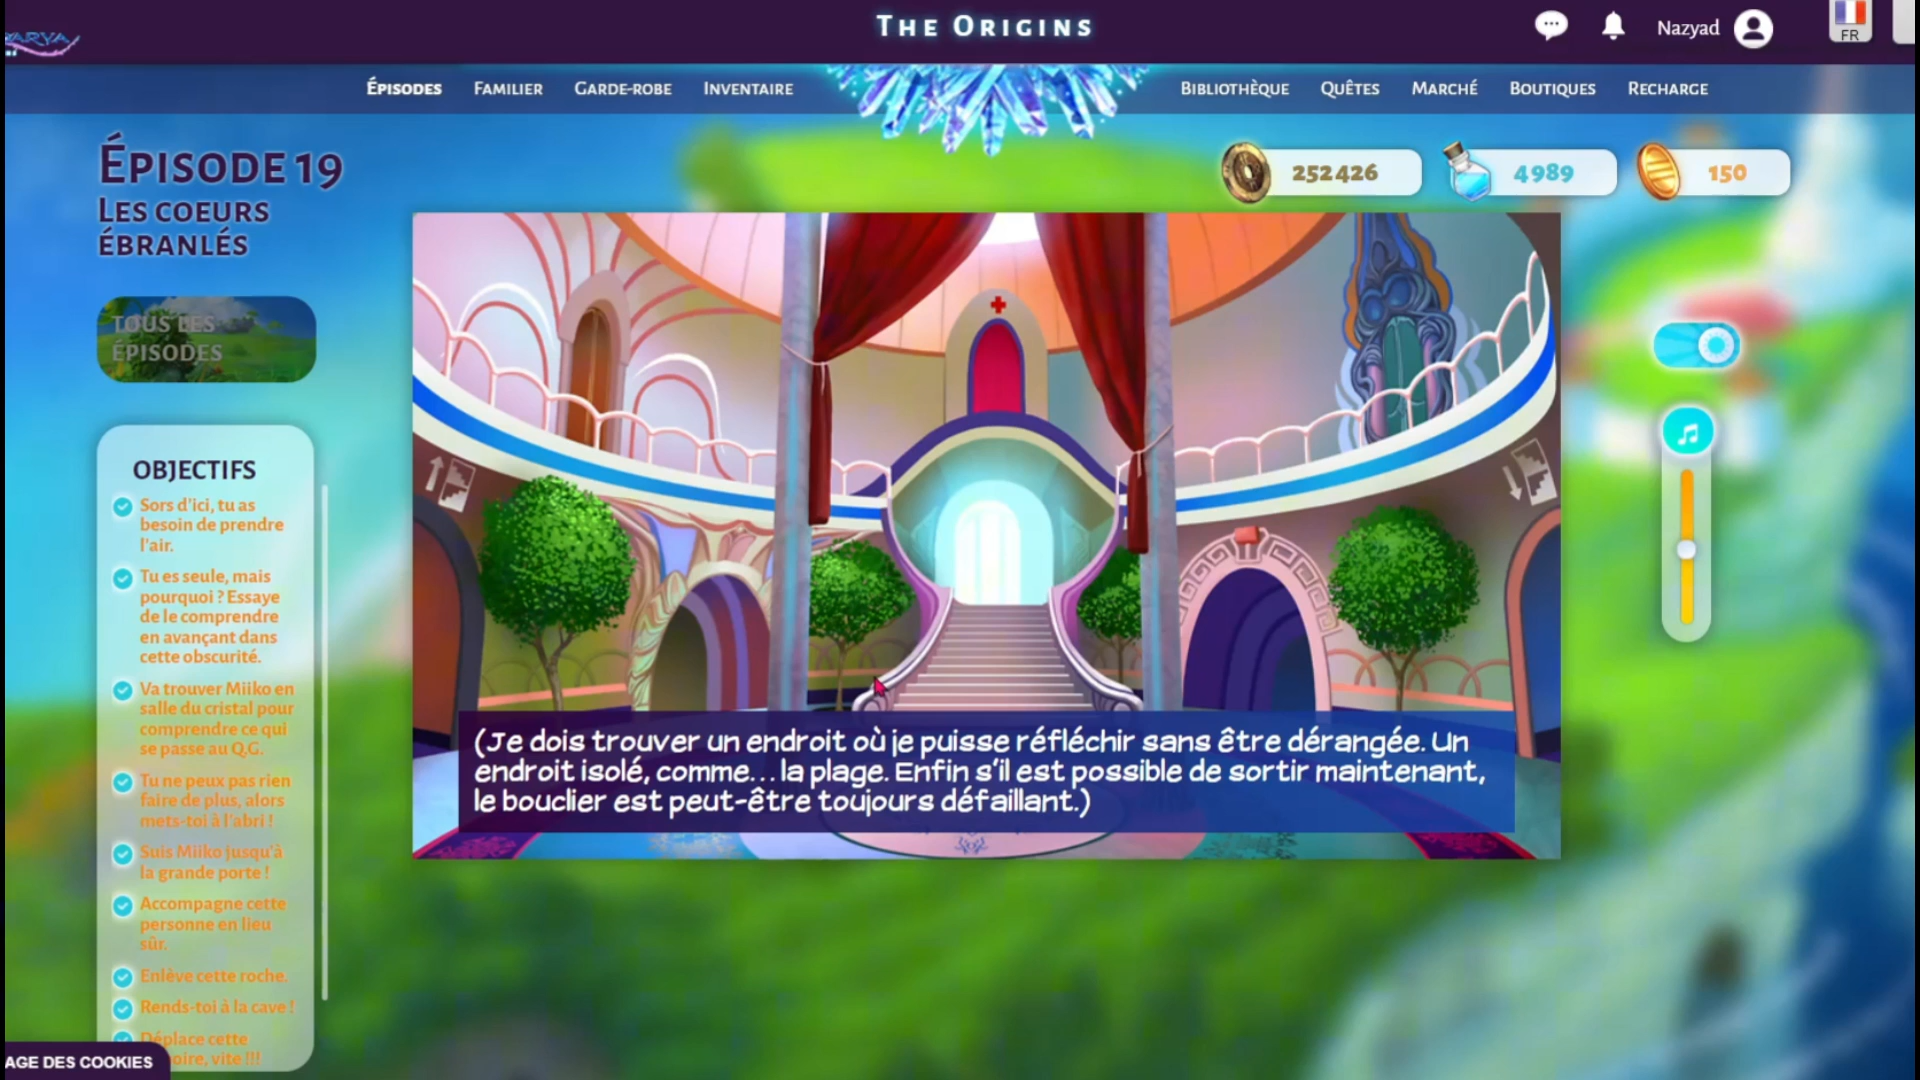 The Origins
Nazyad
FR
Épisodes
Familier
Garde-robe
Inventaire
Bibliothèque
Quêtes
Marché
Boutiques
Recharge
Épisode 19
Les coeurs
ébranlés
252426
4989
150
TOUS LES
ÉPISODES
OBJECTIFS
Sors d'ici, tu as
besoin de prendre
l'air.
Tu es seule, mais
pourquoi ? Essaye
de le comprendre
en avançant dans
cette obscurité.
Va trouver Miiko en
salle du cristal pour
comprendre ce qui
se passe au Q.G.
Tu ne peux pas rien
faire de plus, alors
mets-toi à l'abri !
Suis Miiko jusqu'à
la grande porte !
Accompagne cette
personne en lieu
sûr.
Enlève cette roche.
Rends-toi à la cave !
Déplace cette
vite !!!
AGE DES COOKIES
(Je dois trouver un endroit où je puisse réfléchir sans être dérangée. Un
endroit isolé, comme... la plage. Enfin s'il est possible de sortir maintenant,
le bouclier est peut-être toujours défaillant.)